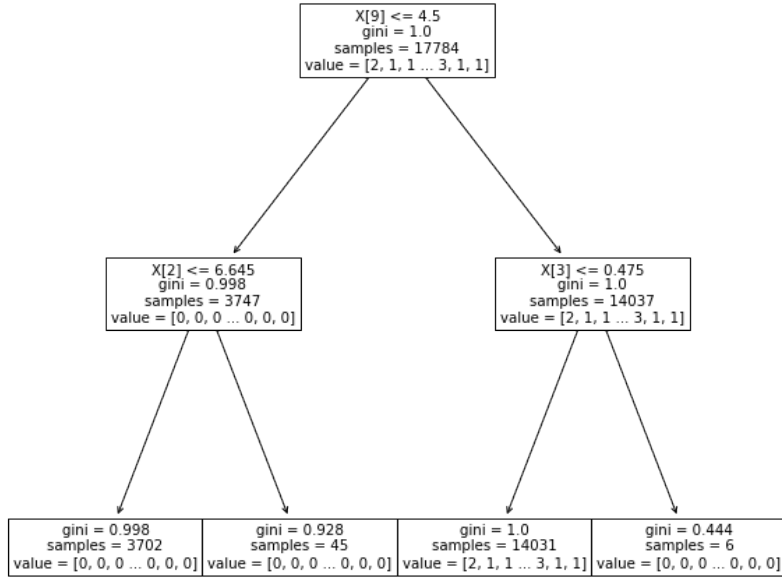 X[9] <= 4.5
gini = 1.0
samples = 17784
value = [2, 1, 1 ... 3, 1, 1]
X[2] <= 6.645
gini = 0.998
samples = 3747
value = [0, 0, 0 ... 0, 0, 0]
X[3] <= 0.475
gini = 1.0
samples = 14037
value = [2, 1, 1 ... 3, 1, 1]
gini = 0.998
samples = 3702
value = [0, 0, 0 ... 0, 0, 0]
gini = 0.928
samples = 45
value = [0, 0, 0 ... 0, 0, 0]
gini = 1.0
samples = 14031
value = [2, 1, 1 ... 3, 1, 1]
gini = 0.444
samples = 6
value = [0, 0, 0 ... 0, 0, 0]